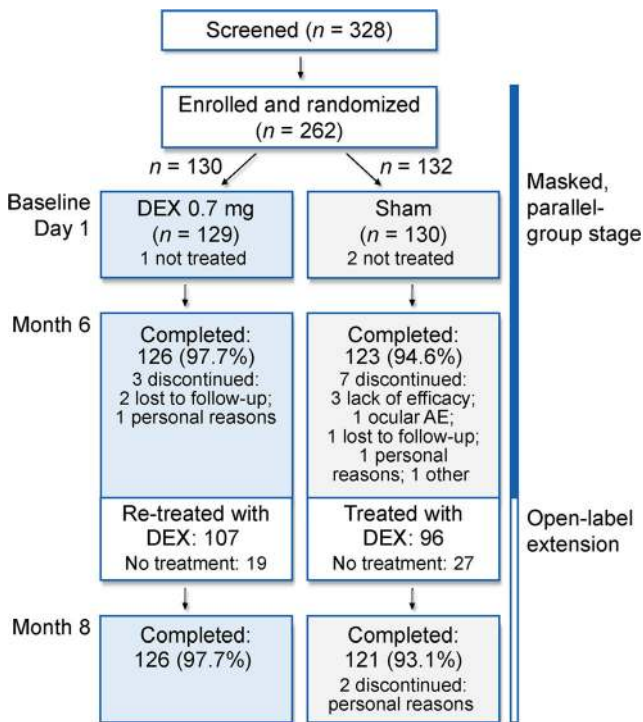 Screened (n = 328)
Enrolled and randomized
(n = 262)
n = 130
n = 132
Masked,
parallel-
group stage
Baseline
Day 1
DEX 0.7 mg
(n = 129)
1 not treated
Sham
(n = 130)
2 not treated
Month 6
Completed:
126 (97.7%)
3 discontinued:
2 lost to follow-up;
1 personal reasons
Completed:
123 (94.6%)
7 discontinued:
3 lack of efficacy;
1 ocular AE;
1 lost to follow-up;
1 personal
reasons; 1 other
Re-treated with
DEX: 107
No treatment: 19
Treated with
DEX: 96
No treatment: 27
Open-label
extension
Month 8
Completed:
126 (97.7%)
Completed:
121 (93.1%)
2 discontinued:
personal reasons